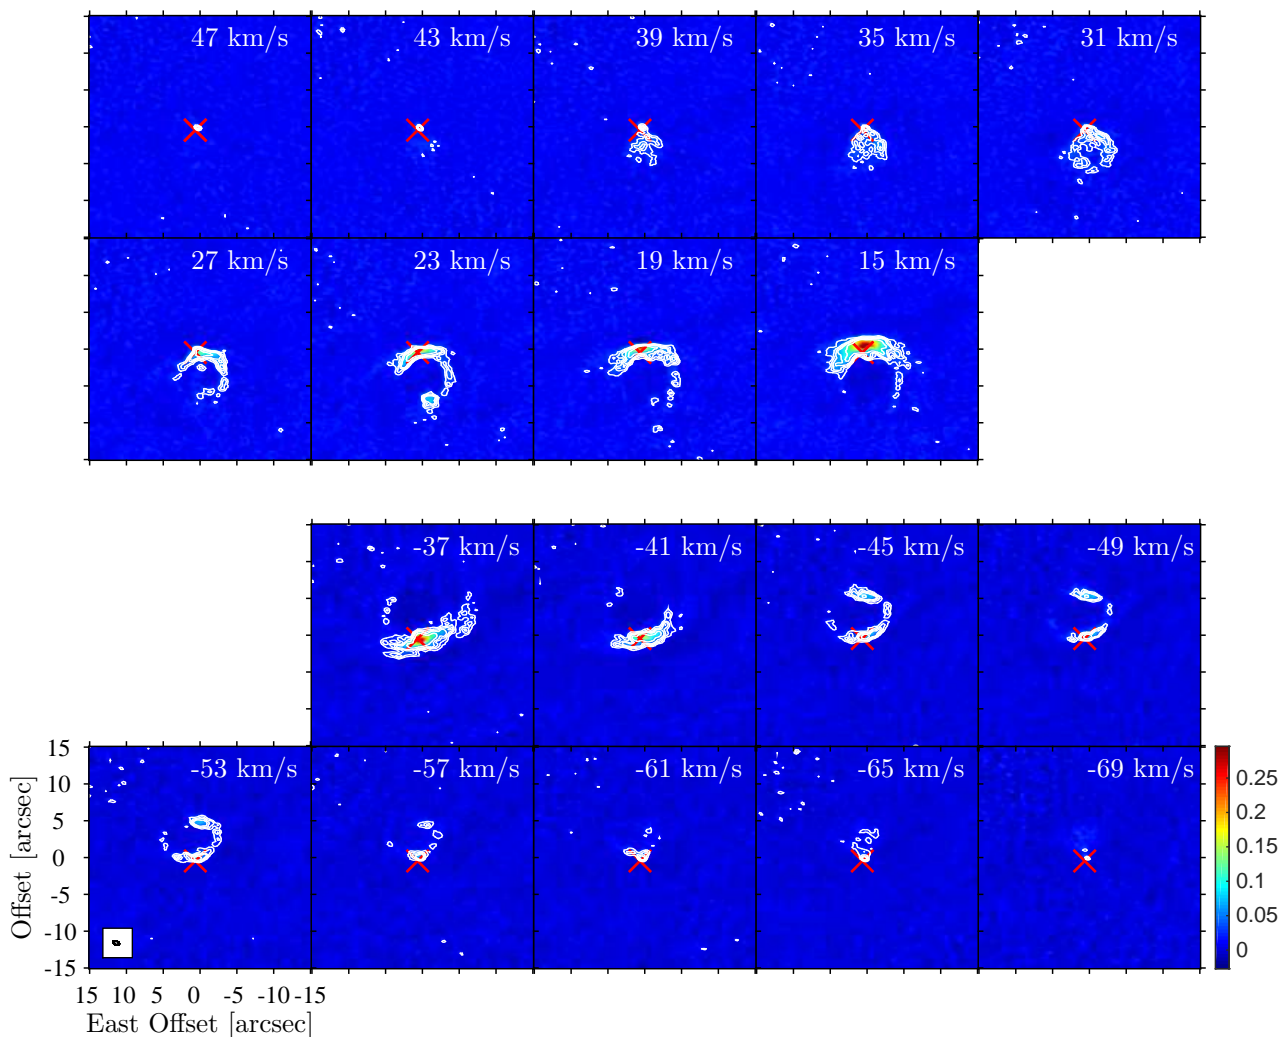 47 km/s 43 km/s 39 km/s 35 km/s 31 km/s
27 km/s 23 km/s 19 km/s 15 km/s
-37 km/s -41 km/s -45 km/s -49 km/s
-53 km/s -57 km/s -61 km/s -65 km/s -69 km/s
15
10
5
0
-5
-10
-15
Offset [arcsec]
15 10 5 0 -5 -10 -15
East Offset [arcsec]
0.25
0.2
0.15
0.1
0.05
0